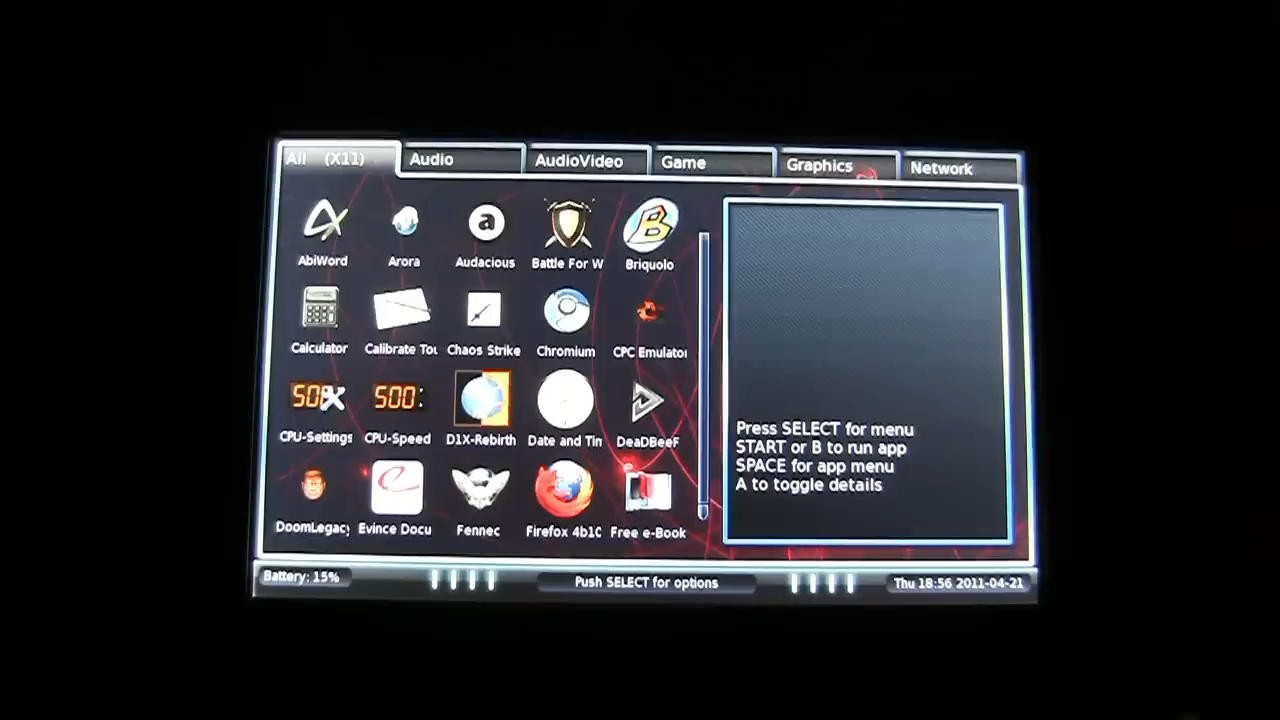 All (X11)
Audio
AudioVideo
Game
Graphics
Network
AbiWord
Arora
Audacious
Battle For W
Briquolo
Calculator
Calibrate Tou
Chaos Strike
Chromium
CPC Emulator
CPU-Settings
CPU-Speed
D1X-Rebirth
Date and Tim
DeaDBeeF
DoomLegacy
Evince Docu
Fennec
Firefox 4b10
Free e-Book
500
Press SELECT for menu
START or B to run app
SPACE for app menu
A to toggle details
Battery: 15%
Push SELECT for options
Thu 18:56 2011-04-21